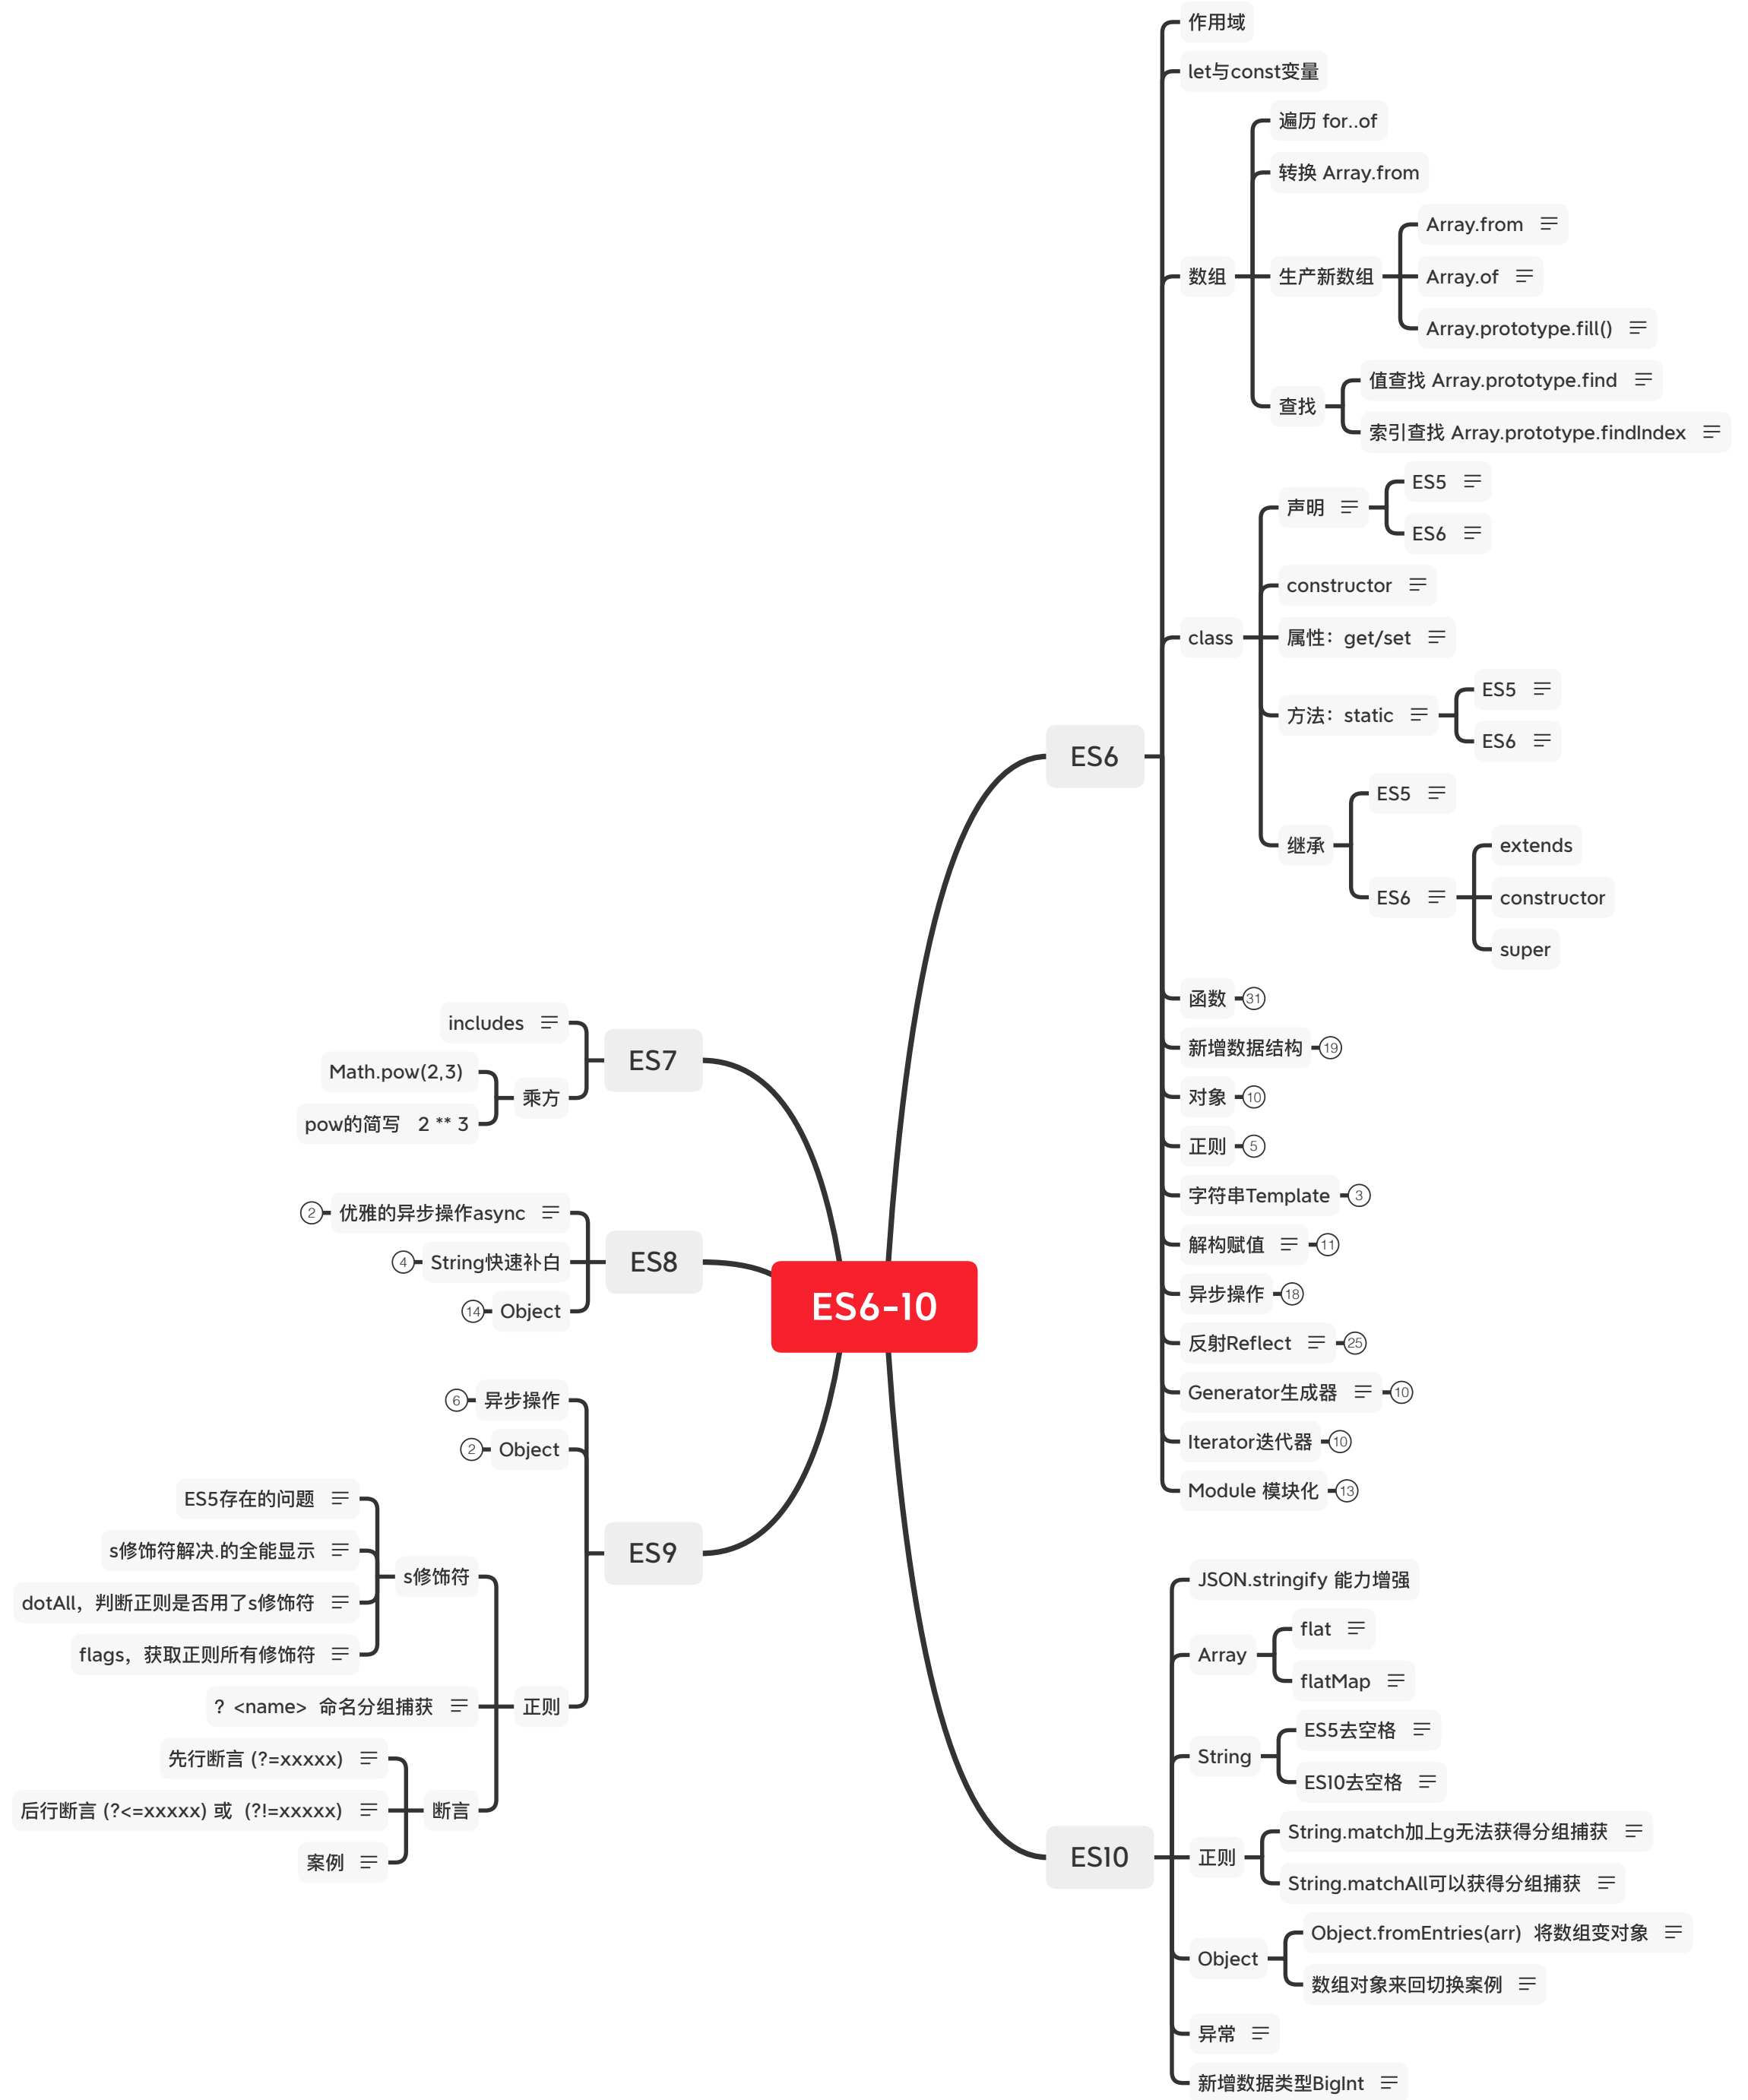 ES6-10
ES6
作用域
let与const变量
数组
遍历 for..of
转换 Array.from
生产新数组
Array.from
Array.of
Array.prototype.fill()
查找
值查找 Array.prototype.find
索引查找 Array.prototype.findIndex
class
声明
ES5
ES6
constructor
属性：get/set
方法：static
ES5
ES6
继承
ES5
ES6
extends
constructor
super
函数 31
新增数据结构 19
对象 10
正则 5
字符串Template 3
解构赋值 11
异步操作 18
反射Reflect 25
Generator生成器 10
Iterator迭代器 10
Module 模块化 13
ES7
includes
乘方
Math.pow(2,3)
pow的简写 2 ** 3
ES8
优雅的异步操作async 2
String快速补白 4
Object 14
ES9
异步操作 6
Object 2
正则
s修饰符
ES5存在的问题
s修饰符解决.的全能显示
dotAll，判断正则是否用了s修饰符
flags，获取正则所有修饰符
？<name> 命名分组捕获
断言
先行断言 (?=xxxxx)
后行断言 (?<=xxxxx) 或 (?!=xxxxx)
案例
ES10
JSON.stringify 能力增强
Array
flat
flatMap
String
ES5去空格
ES10去空格
正则
String.match加上g无法获得分组捕获
String.matchAll可以获得分组捕获
Object
Object.fromEntries(arr) 将数组变对象
数组对象来回切换案例
异常
新增数据类型BigInt